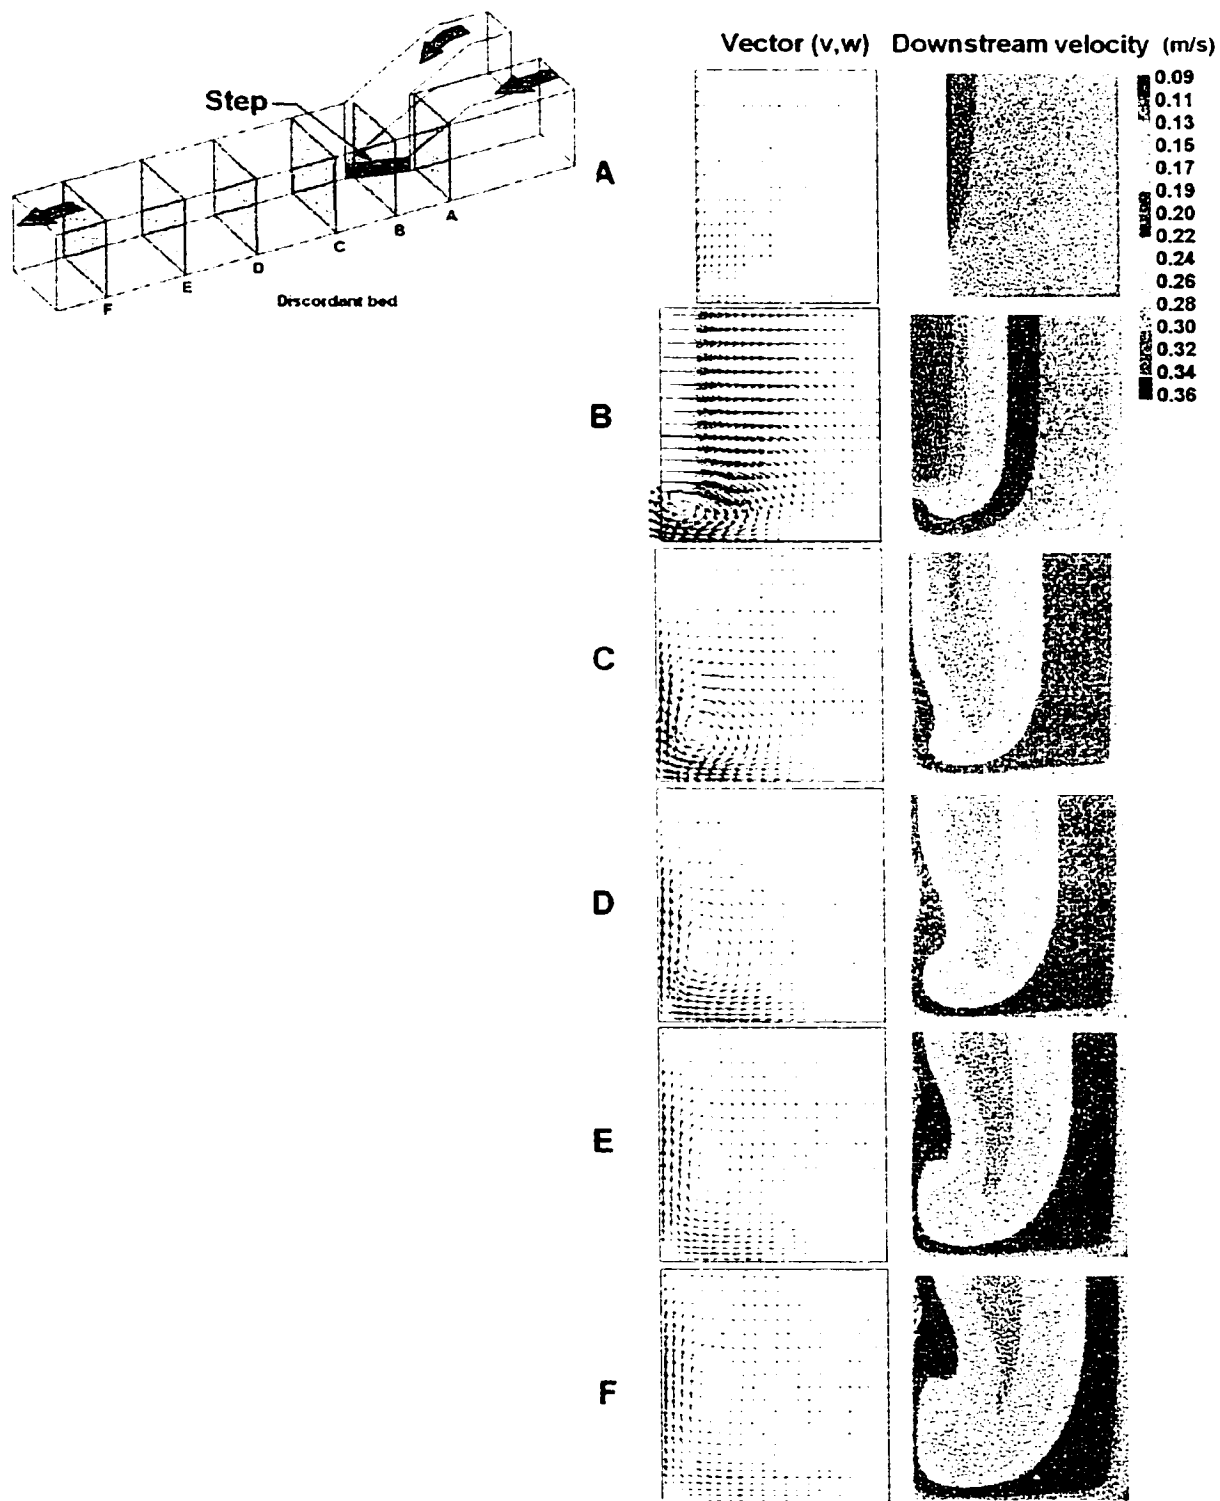 Vector (v,w) Downstream velocity (m/s)
Step
A
B
C
D
E
F
Discordant bed
0.09
0.11
0.13
0.15
0.17
0.19
0.20
0.22
0.24
0.26
0.28
0.30
0.32
0.34
0.36
A
B
C
D
E
F